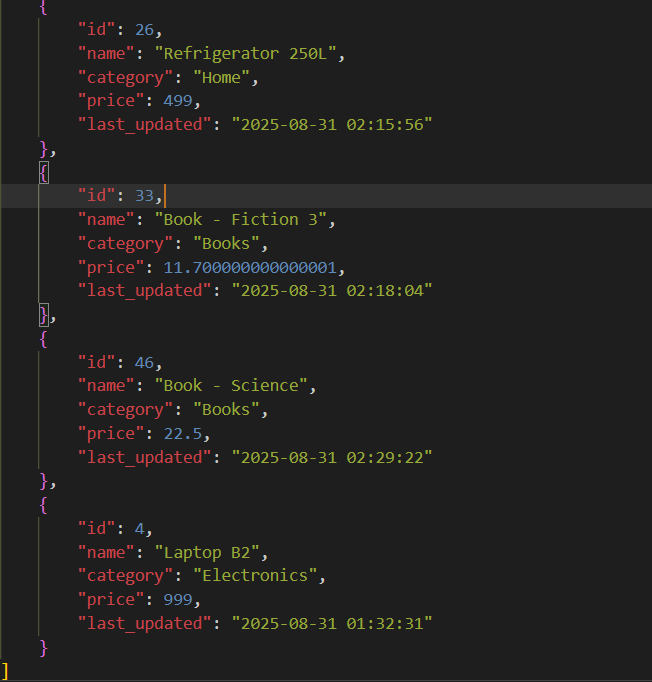 {
"id": 26,
"name": "Refrigerator 250L",
"category": "Home",
"price": 499,
"last_updated": "2025-08-31 02:15:56"
},
{
"id": 33,
"name": "Book - Fiction 3",
"category": "Books",
"price": 11.700000000000001,
"last_updated": "2025-08-31 02:18:04"
},
{
"id": 46,
"name": "Book - Science",
"category": "Books",
"price": 22.5,
"last_updated": "2025-08-31 02:29:22"
},
{
"id": 4,
"name": "Laptop B2",
"category": "Electronics",
"price": 999,
"last_updated": "2025-08-31 01:32:31"
}
]